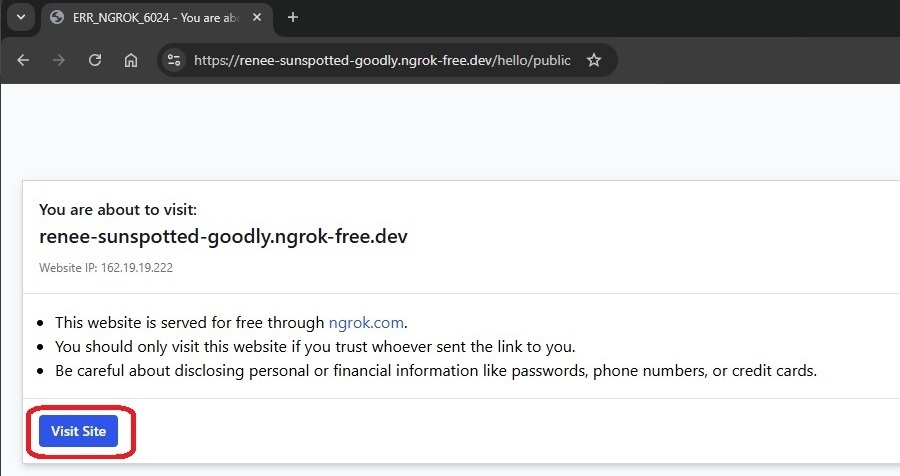 ERR_NGROK_6024 - You are ab
https://renee-sunspotted-goodly.ngrok-free.dev/hello/public
You are about to visit:
renee-sunspotted-goodly.ngrok-free.dev
Website IP: 162.19.19.222
This website is served for free through ngrok.com.
You should only visit this website if you trust whoever sent the link to you.
Be careful about disclosing personal or financial information like passwords, phone numbers, or credit cards.
Visit Site